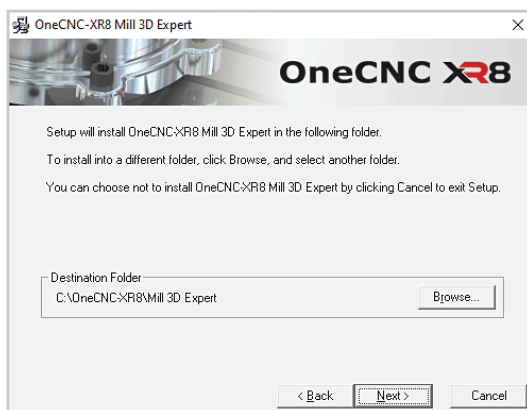 OneCNC-XR8 Mill 3D Expert
OneCNC XR8
Setup will install OneCNC-XR8 Mill 3D Expert in the following folder.
To install into a different folder, click Browse, and select another folder.
You can choose not to install OneCNC-XR8 Mill 3D Expert by clicking Cancel to exit Setup.
Destination Folder
C:\OneCNC-XR8\Mill 3D Expert
Browse...
< Back Next > Cancel